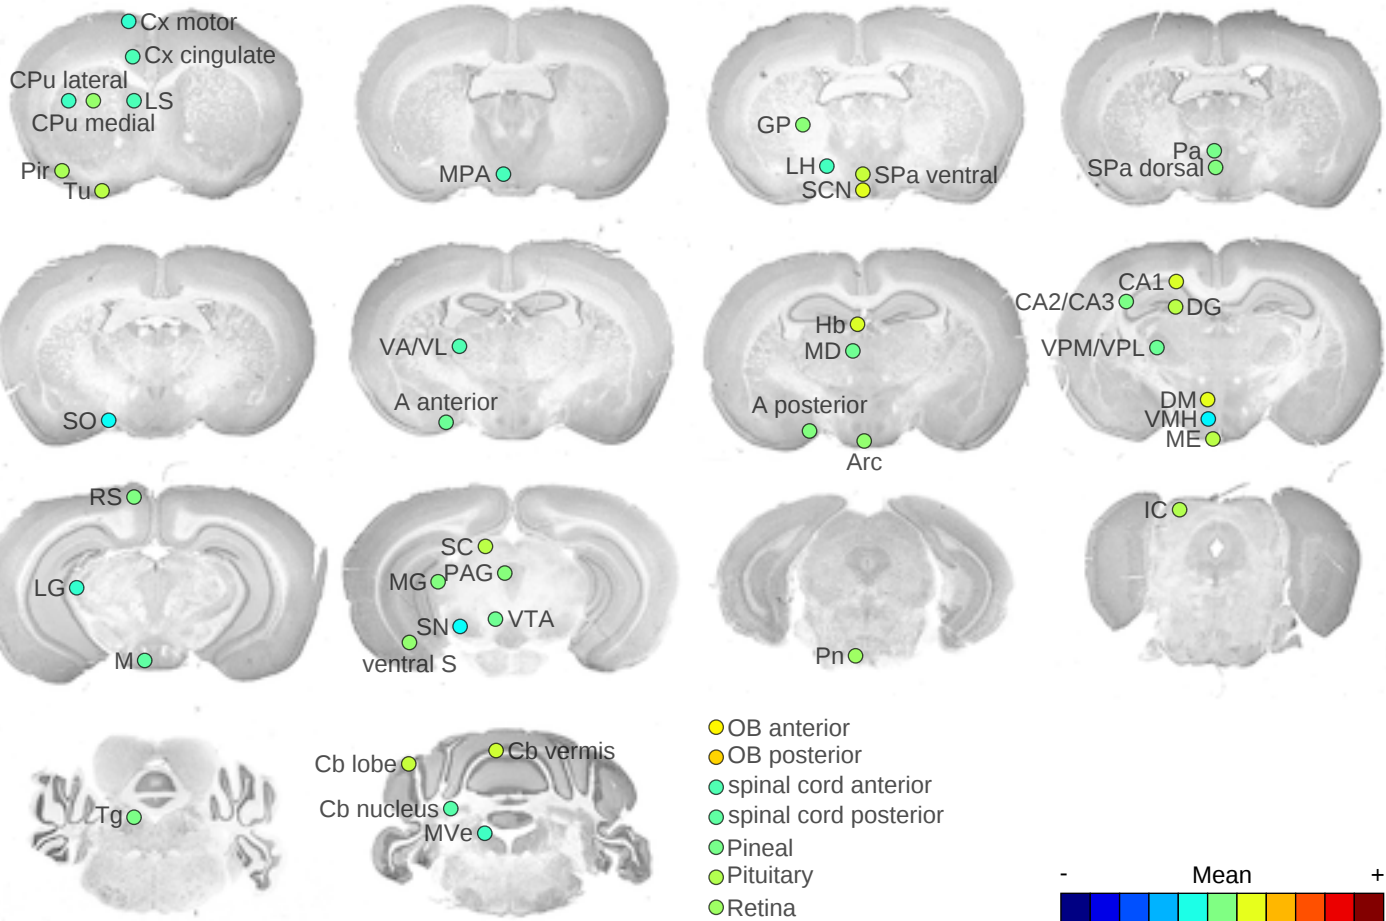 Cx motor
Cx cingulate
CPu lateral
LS
CPu medial
Pir
Tu
MPA
GP
LH
SPa ventral
SCN
Pa
SPa dorsal
SO
VA/VL
A anterior
Hb
MD
A posterior
Arc
CA1
CA2/CA3
DG
VPM/VPL
DM
VMH
ME
RS
LG
M
SC
MG
PAG
SN
VTA
ventral S
Pn
IC
Tg
Cb lobe
Cb vermis
Cb nucleus
MVe
OB anterior
OB posterior
spinal cord anterior
spinal cord posterior
Pineal
Pituitary
Retina
- Mean +